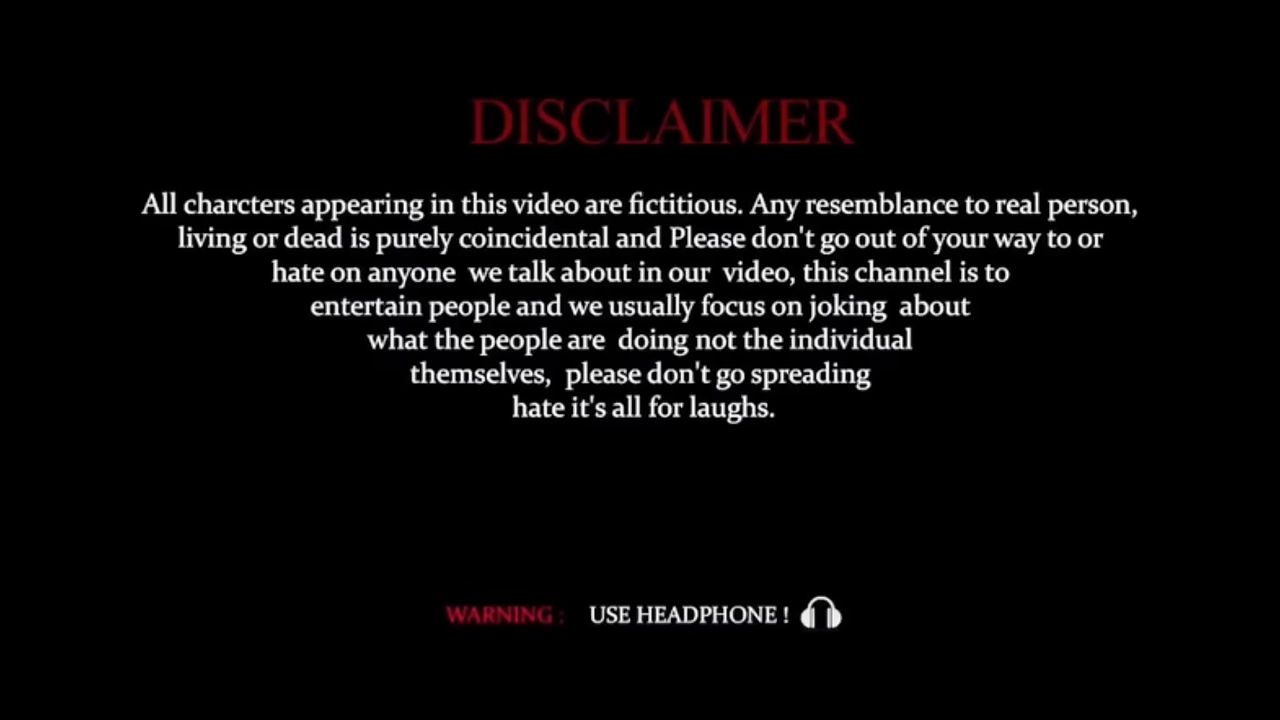 DISCLAIMER
All charcters appearing in this video are fictitious. Any resemblance to real person,
living or dead is purely coincidental and Please don't go out of your way to or
hate on anyone  we talk about in our  video, this channel is to
entertain people and we usually focus on joking  about
what the people are  doing not the individual
themselves,  please don't go spreading
hate it's all for laughs.
WARNING :   USE HEADPHONE !